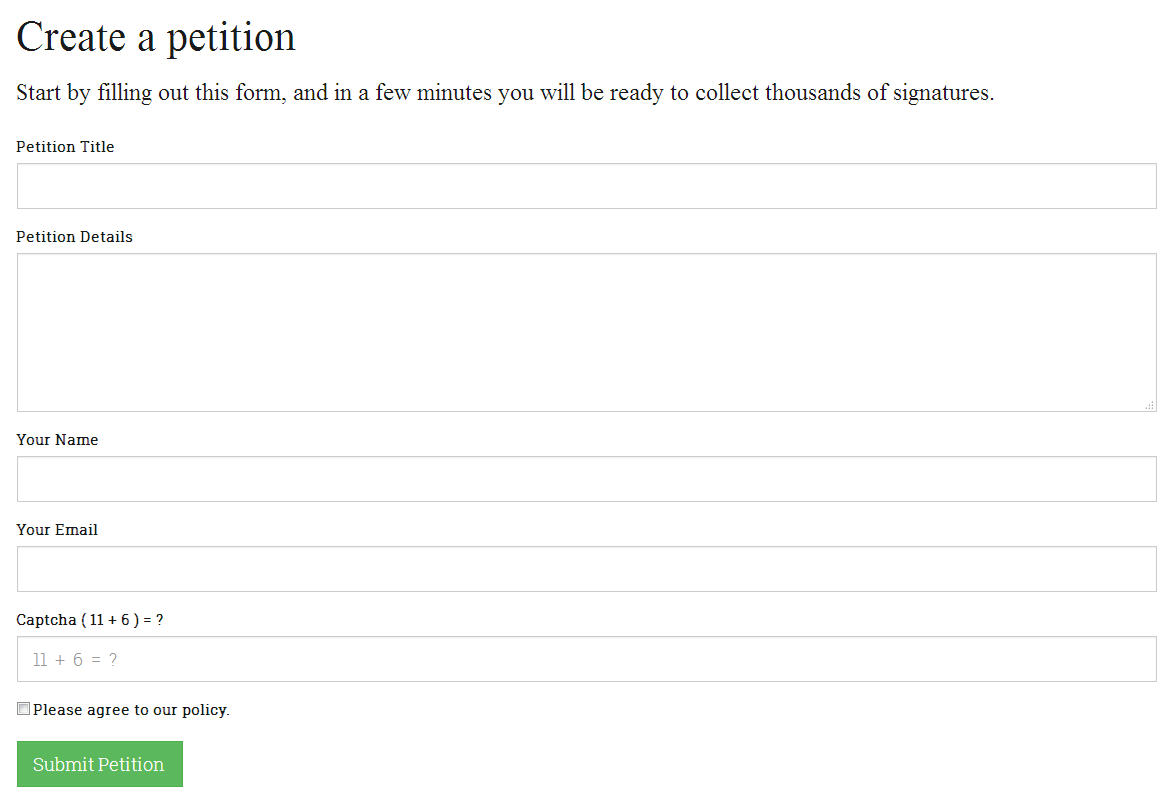 Create a petition
Start by filling out this form, and in a few minutes you will be ready to collect thousands of signatures.
Petition Title
Petition Details
Your Name
Your Email
Captcha ( 11 + 6 ) = ?
11 + 6 = ?
Please agree to our policy.
Submit Petition